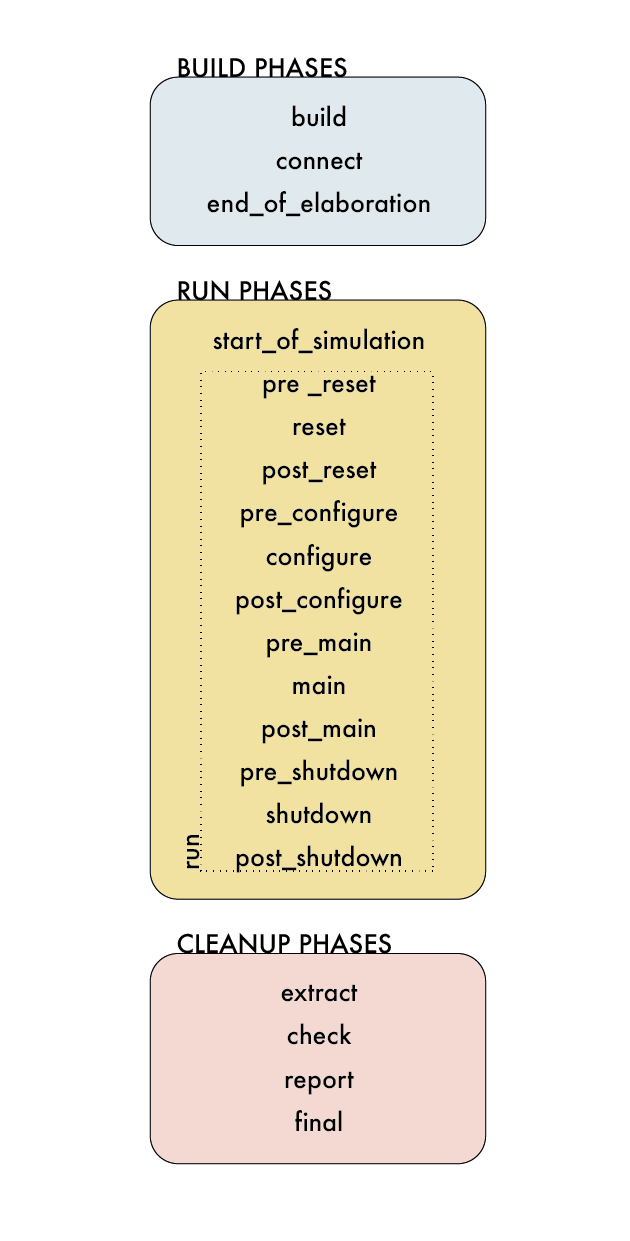 BUILD PHASES
build
connect
end_of_elaboration
RUN PHASES
start_of_simulation
pre _reset
reset
post_reset
pre_configure
configure
post_configure
pre_main
main
post_main
pre_shutdown
shutdown
run
post_shutdown
CLEANUP PHASES
extract
check
report
final